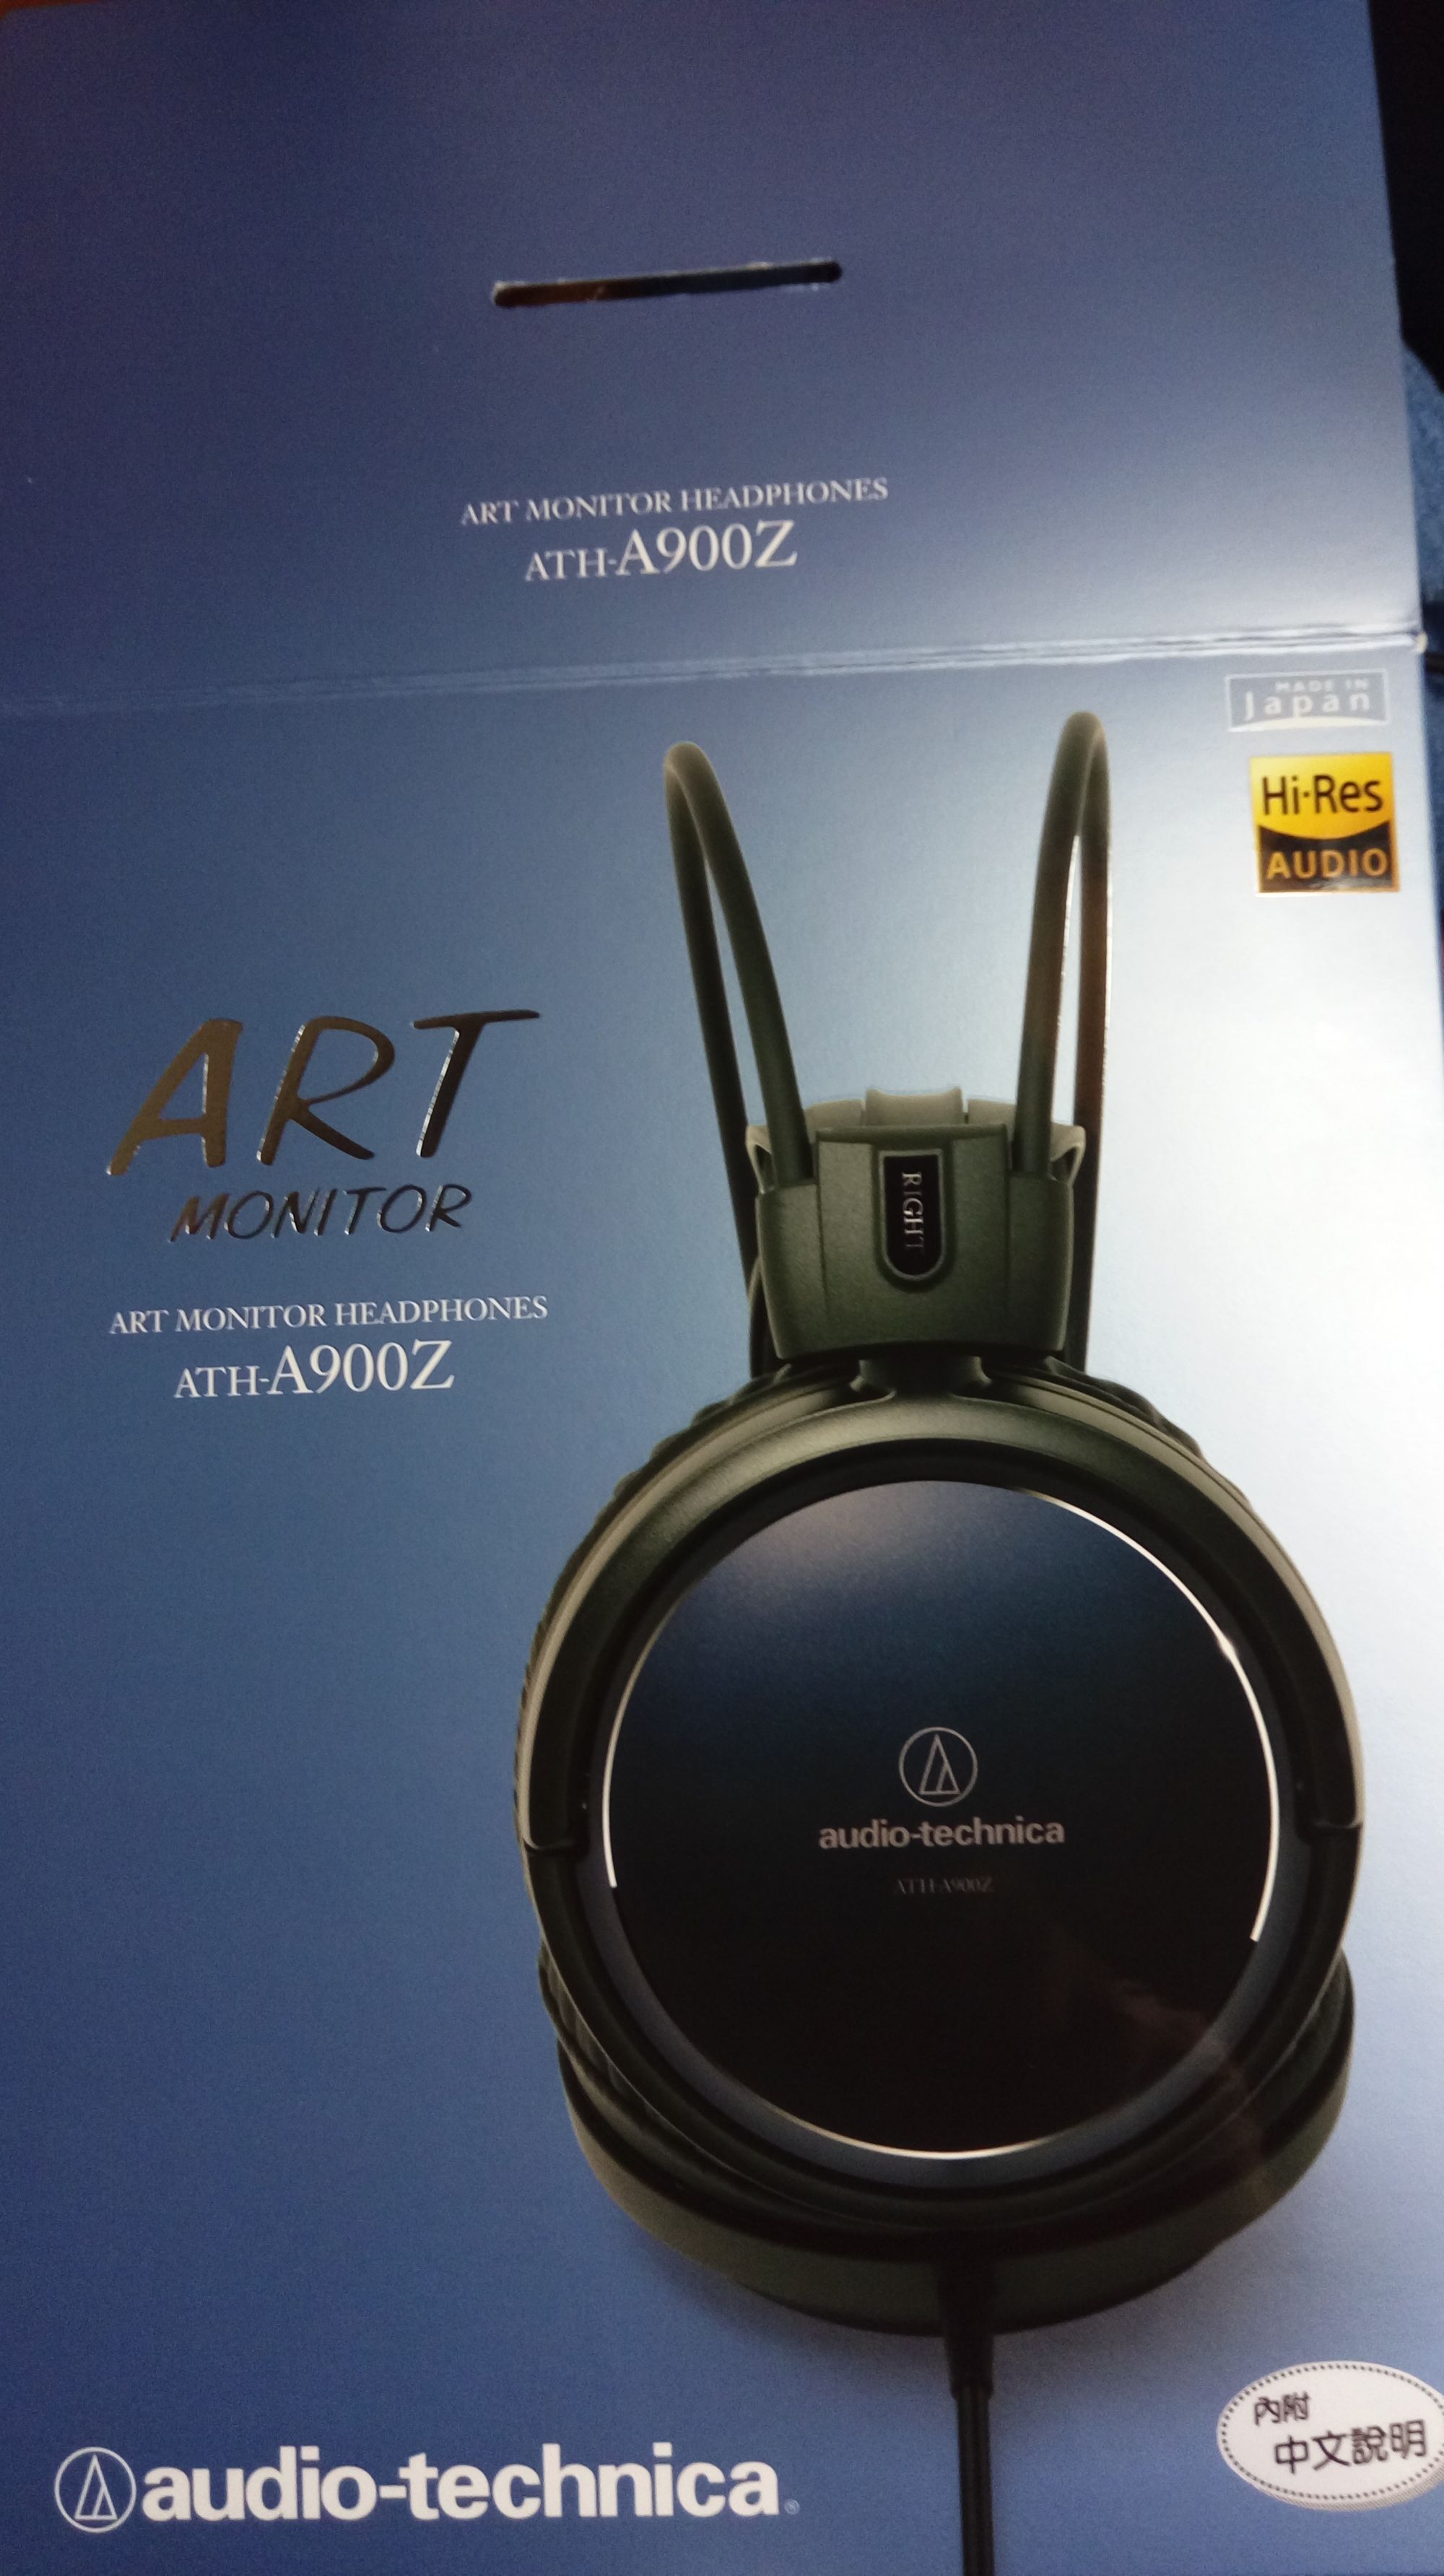 ART MONITOR HEADPHONES
ATH-A900Z
MADE IN
Japan
Hi-Res
AUDIO
ART
MONITOR
ART MONITOR HEADPHONES
ATH-A900Z
RIGHT
audio-technica
ATH-A900Z
audio-technica®
內附
中文說明